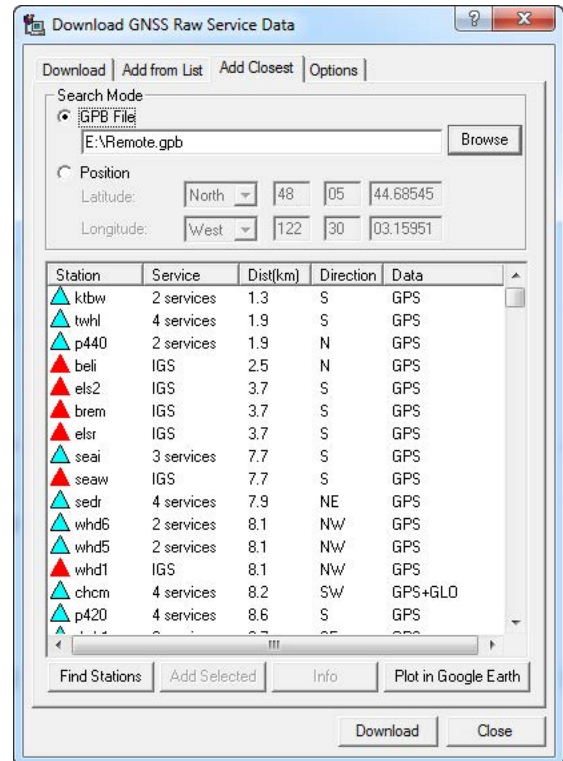 Download GNSS Raw Service Data
Download Add from List Add Closest Options
Search Mode
GPB File
E:\Remote.gpb Browse
Position
Latitude: North 48 05 44.68545
Longitude: West 122 30 03.15951
Station Service Dist(km) Direction Data
ktbw 2 services 1.3 S GPS
twhl 4 services 1.9 S GPS
p440 2 services 1.9 N GPS
beli IGS 2.5 N GPS
els2 IGS 3.7 S GPS
brem IGS 3.7 S GPS
elsr IGS 3.7 S GPS
seai 3 services 7.7 S GPS
seaw IGS 7.7 S GPS
sedr 4 services 7.9 NE GPS
whd6 2 services 8.1 NW GPS
whd5 2 services 8.1 NW GPS
whd1 IGS 8.1 NW GPS
chcm 4 services 8.2 SW GPS+GLO
p420 4 services 8.6 S GPS
Find Stations Add Selected Info Plot in Google Earth
Download Close